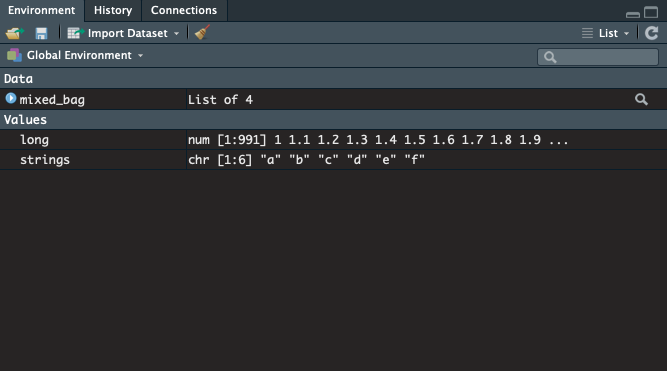 Environment History Connections
Import Dataset List
Global Environment
Data
mixed_bag List of 4
Values
long num [1:991] 1 1.1 1.2 1.3 1.4 1.5 1.6 1.7 1.8 1.9 ...
strings chr [1:6] "a" "b" "c" "d" "e" "f"